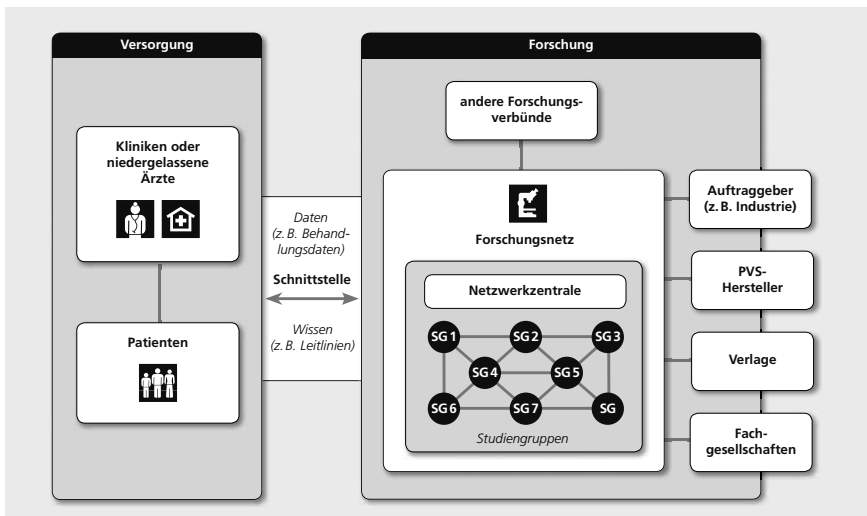 Versorgung
Kliniken oder
niedergelassene
Ärzte
Patienten
Daten
(z. B. Behand-
lungsdaten)
Schnittstelle
Wissen
(z. B. Leitlinien)
Forschung
andere Forschungs-
verbünde
Forschungsnetz
Netzwerkzentrale
SG 1
SG 2
SG 3
SG 4
SG 5
SG 6
SG 7
SG
Studiengruppen
Auftraggeber
(z. B. Industrie)
PVS-
Hersteller
Verlage
Fach-
gesellschaften